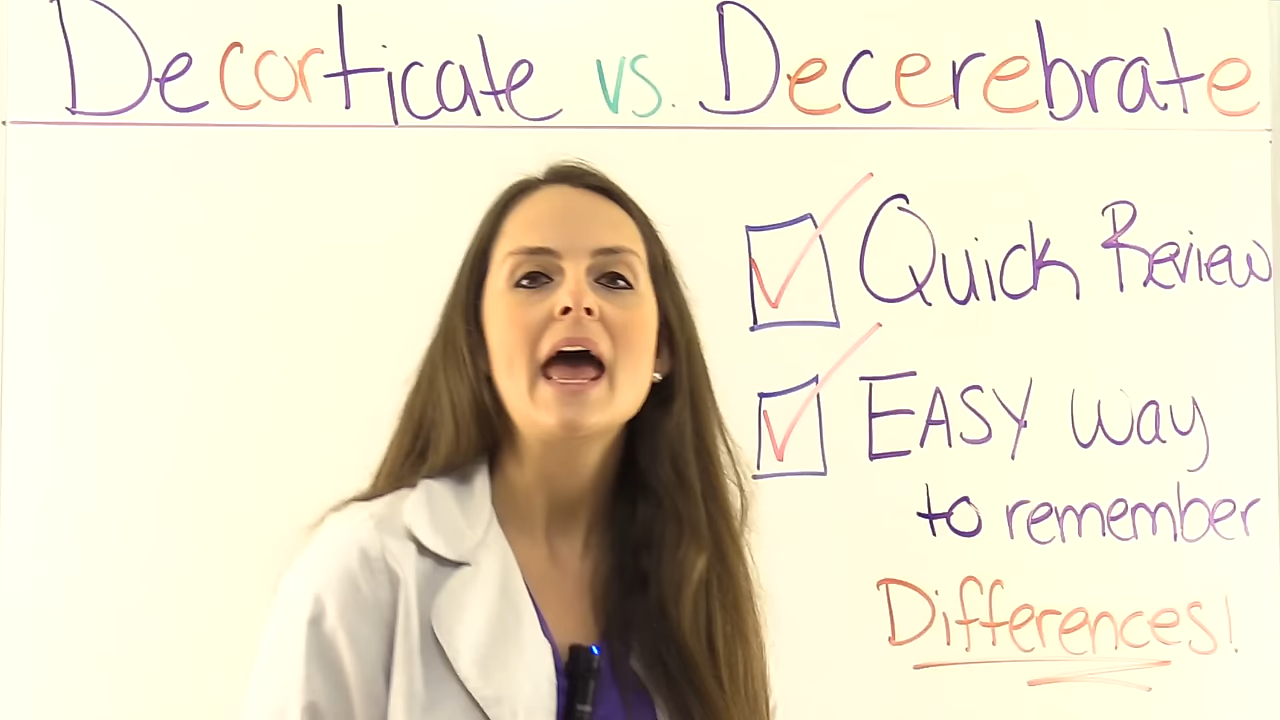 Decorticate vs. Decerebrate
Quick Review
EASY way
to remember
Differences!